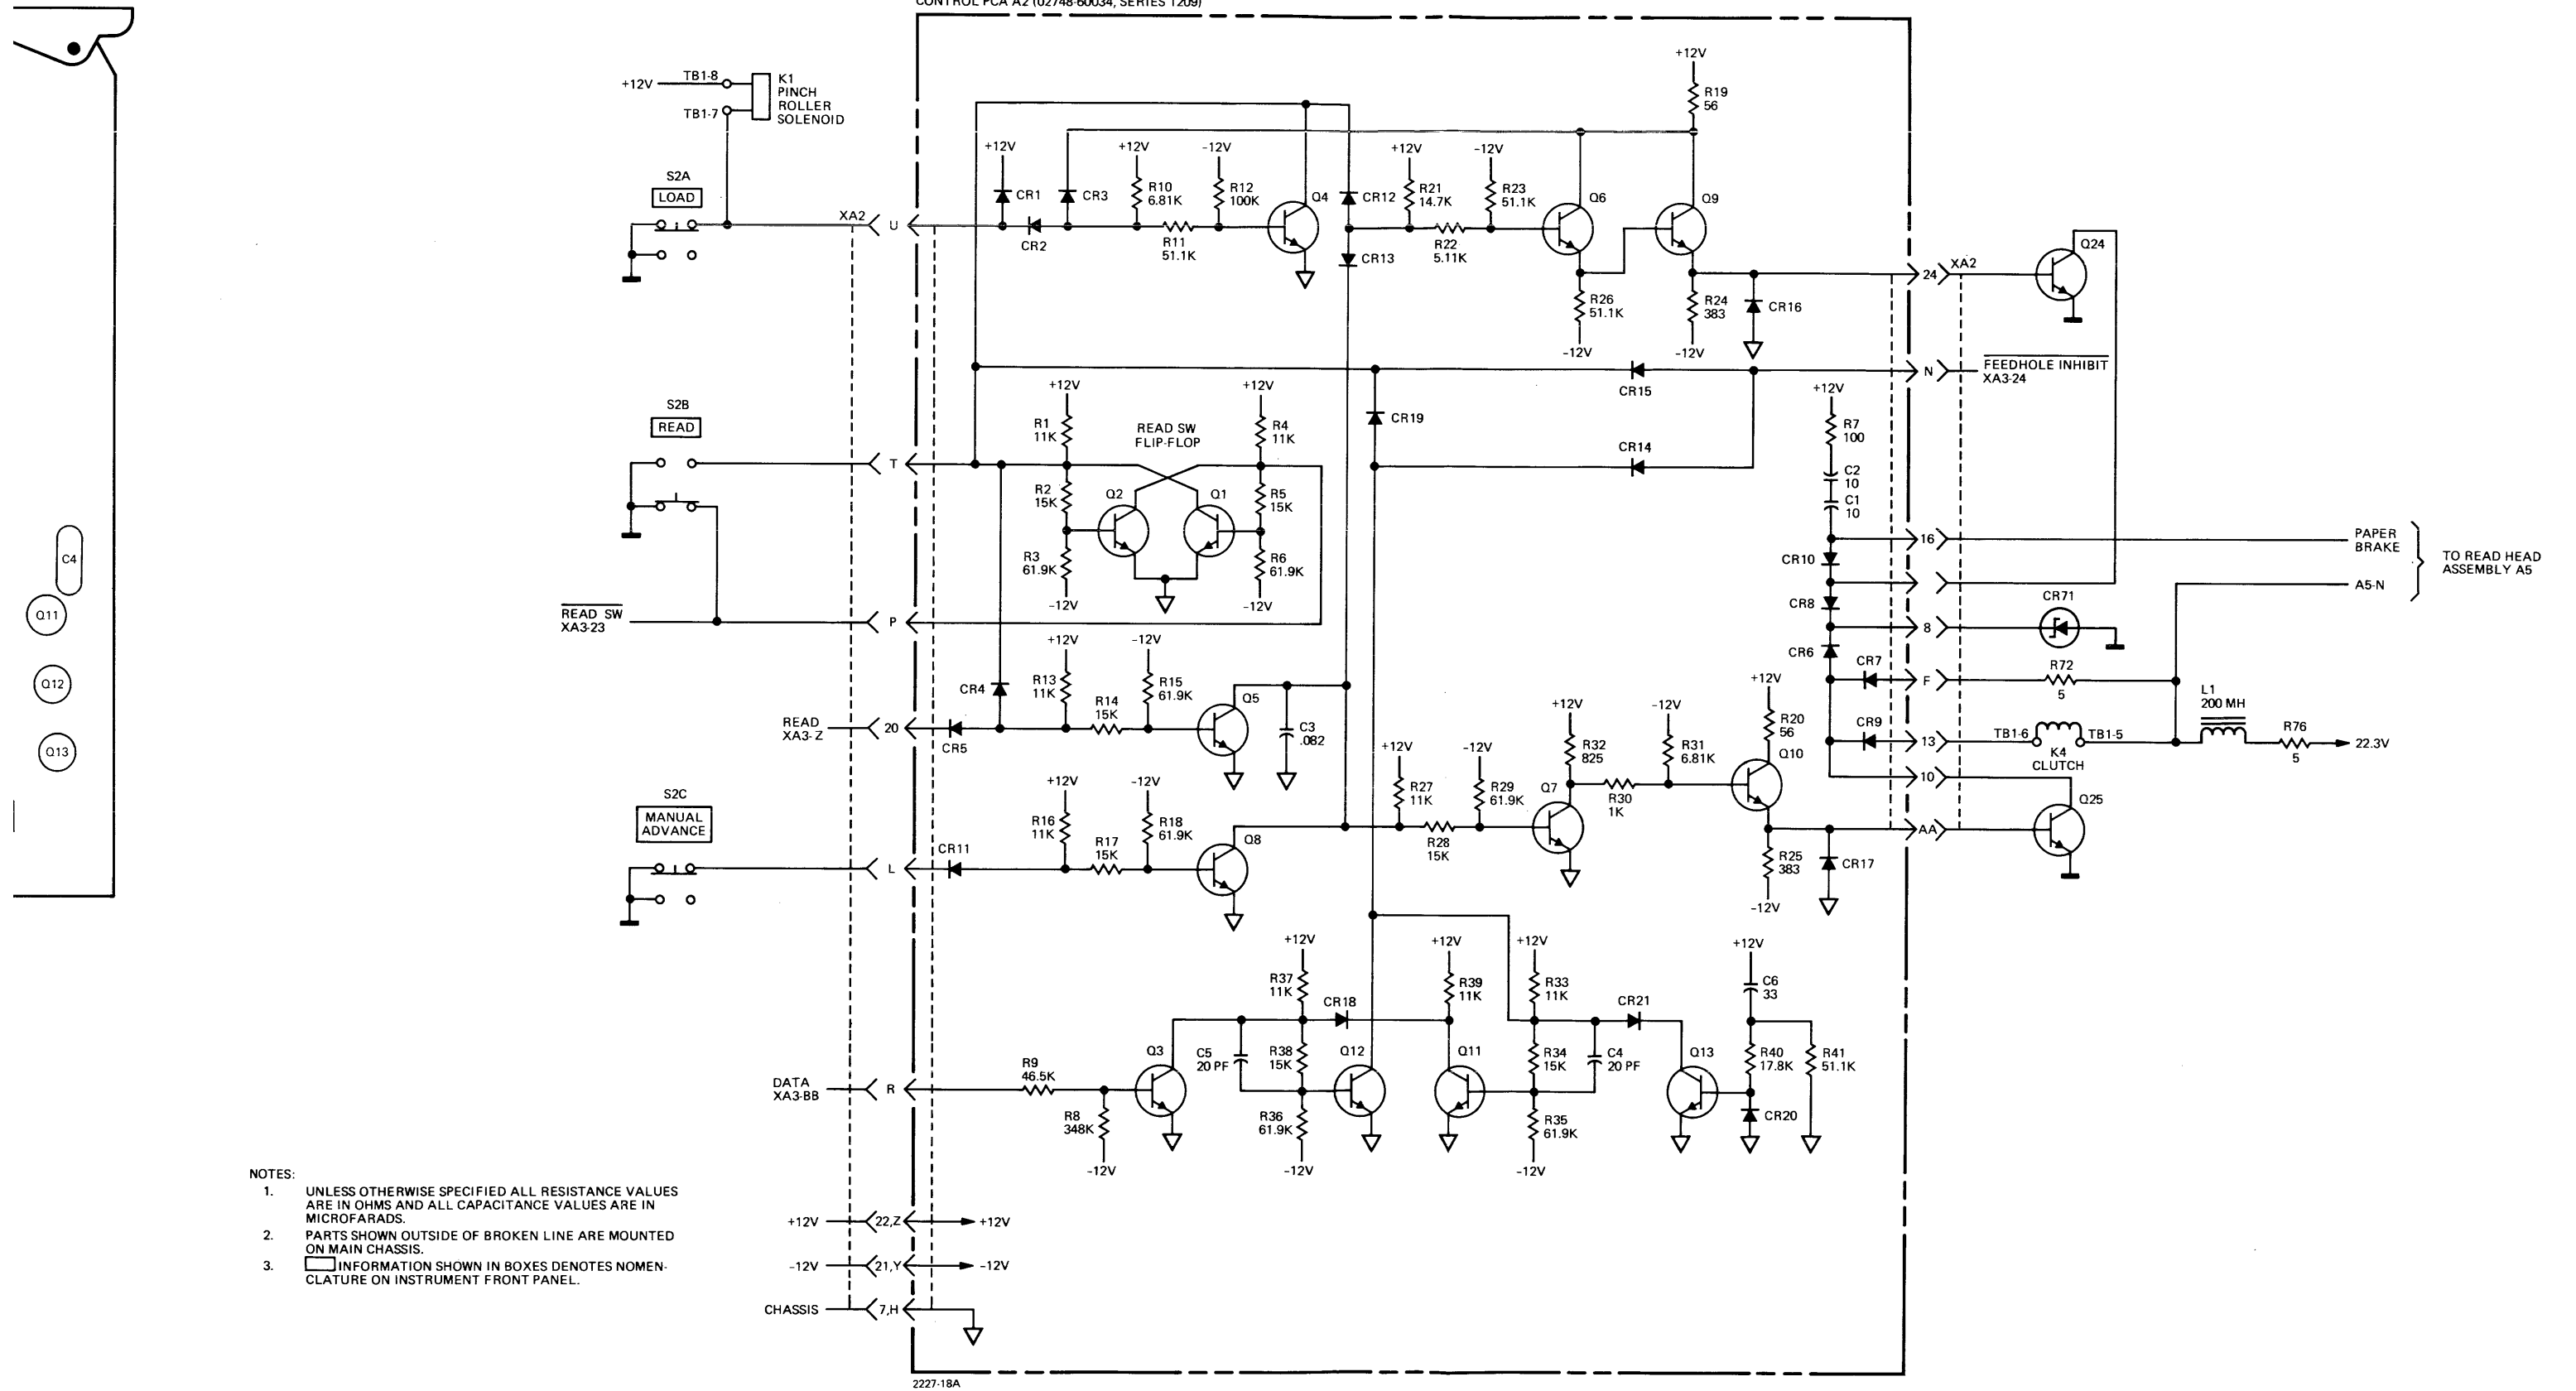 CONTROL PCA A2 (02748-60034, SERIES 1209)
+12V
TB1-8
TB1-7
K1
PINCH
ROLLER
SOLENOID
S2A
LOAD
XA2
U
+12V
CR1
CR2
CR3
+12V
R10
6.81K
R11
51.1K
-12V
R12
100K
Q4
CR12
CR13
+12V
R21
14.7K
R22
5.11K
-12V
R23
51.1K
Q6
R26
51.1K
-12V
+12V
R19
56
Q9
R24
383
-12V
CR16
24
XA2
Q24
CR15
N
FEEDHOLE INHIBIT
XA3-24
CR19
CR14
S2B
READ
T
+12V
R1
11K
R2
15K
R3
61.9K
-12V
READ SW
FLIP-FLOP
Q2
Q1
+12V
R4
11K
R5
15K
R6
61.9K
-12V
READ SW
XA3-23
P
+12V
R7
100
C2
10
C1
10
16
PAPER
BRAKE
A5-N
TO READ HEAD
ASSEMBLY A5
CR10
CR8
8
CR71
CR6
CR7
F
R72
5
CR9
13
TB1-6
TB1-5
K4
CLUTCH
L1
200 MH
R76
5
22.3V
10
Q25
AA
READ
XA3-Z
20
CR5
CR4
+12V
R13
11K
R14
15K
-12V
R15
61.9K
Q5
C3
.082
S2C
MANUAL
ADVANCE
L
CR11
+12V
R16
11K
R17
15K
-12V
R18
61.9K
Q8
+12V
R27
11K
R28
15K
-12V
R29
61.9K
Q7
+12V
R32
825
R30
1K
-12V
R31
6.81K
+12V
R20
56
Q10
R25
383
-12V
CR17
DATA
XA3-BB
R
R9
46.5K
R8
348K
-12V
Q3
C5
20 PF
+12V
R37
11K
R38
15K
R36
61.9K
-12V
CR18
Q12
+12V
R39
11K
Q11
+12V
R33
11K
R34
15K
R35
61.9K
-12V
C4
20 PF
CR21
Q13
+12V
C6
33
R40
17.8K
R41
51.1K
CR20
+12V
22,Z
+12V
-12V
21,Y
-12V
CHASSIS
7,H
C4
Q11
Q12
Q13
NOTES:
1. UNLESS OTHERWISE SPECIFIED ALL RESISTANCE VALUES
ARE IN OHMS AND ALL CAPACITANCE VALUES ARE IN
MICROFARADS.
2. PARTS SHOWN OUTSIDE OF BROKEN LINE ARE MOUNTED
ON MAIN CHASSIS.
3. INFORMATION SHOWN IN BOXES DENOTES NOMEN-
CLATURE ON INSTRUMENT FRONT PANEL.
2227-18A